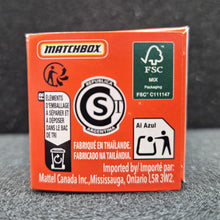 MATCHBOX
FSC
MIX
Packaging
FSC® C111147
FR
ÉLÉMENTS
D'EMBALLAGE
À SÉPARER
ET À DÉPOSER
DANS LE BAC
DE TRI
REPUBLICA
S
ARGENTINA
Al Azul
FABRIQUÉ EN THAÏLANDE.
FABRICADO NA TAILÂNDIA.
Imported by/ Importé par:
Mattel Canada Inc., Mississauga, Ontario L5R 3W2.